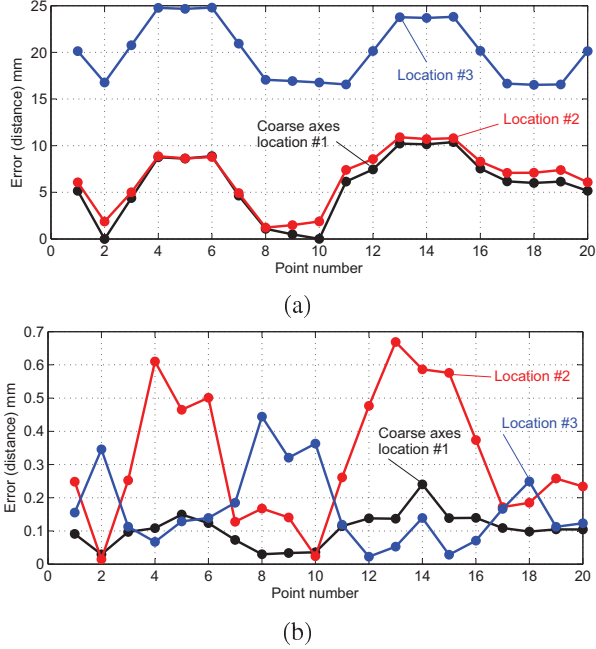 25
20
15
10
5
0
Error (distance) mm
Location #3
Coarse axes
location #1
Location #2
0 2 4 6 8 10 12 14 16 18 20
Point number
(a)
0.7
0.6
0.5
0.4
0.3
0.2
0.1
0
Error (distance) mm
Location #2
Location #3
Coarse axes
location #1
0 2 4 6 8 10 12 14 16 18 20
Point number
(b)